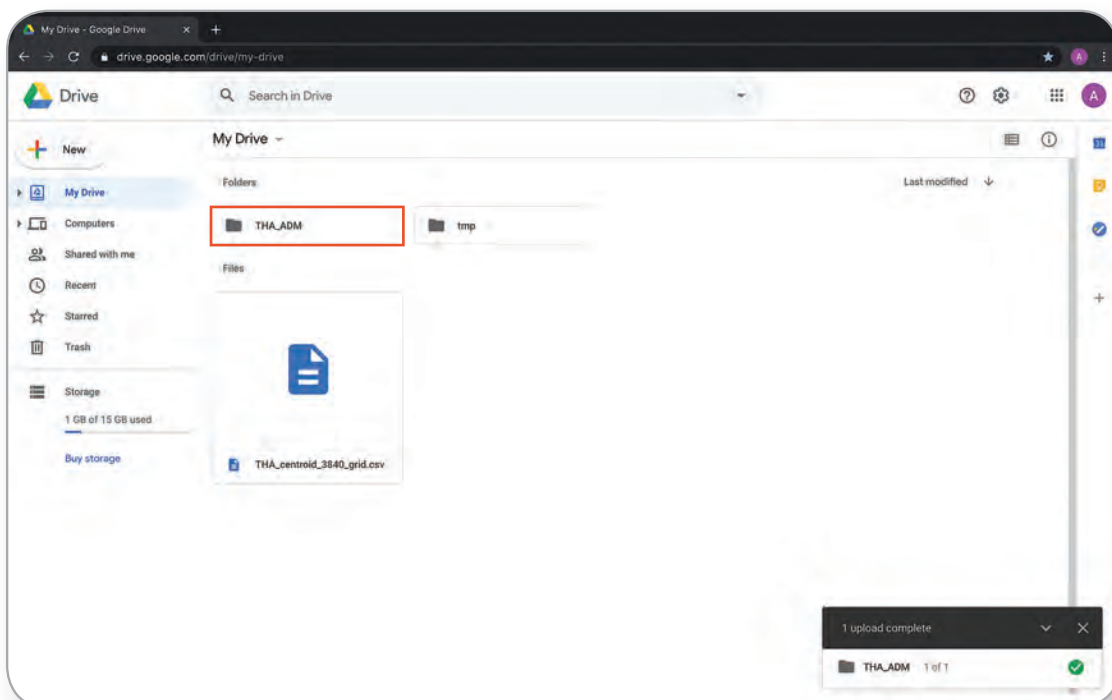 My Drive - Google Drive
drive.google.com/drive/my-drive
A
Drive
Search in Drive
A
New
My Drive
Computers
Shared with me
Recent
Starred
Trash
Storage
1 GB of 15 GB used
Buy storage
My Drive
Folders
Last modified
THA_ADM
tmp
Files
THA_centroid_3840_grid.csv
31
1 upload complete
THA_ADM 1 of 1